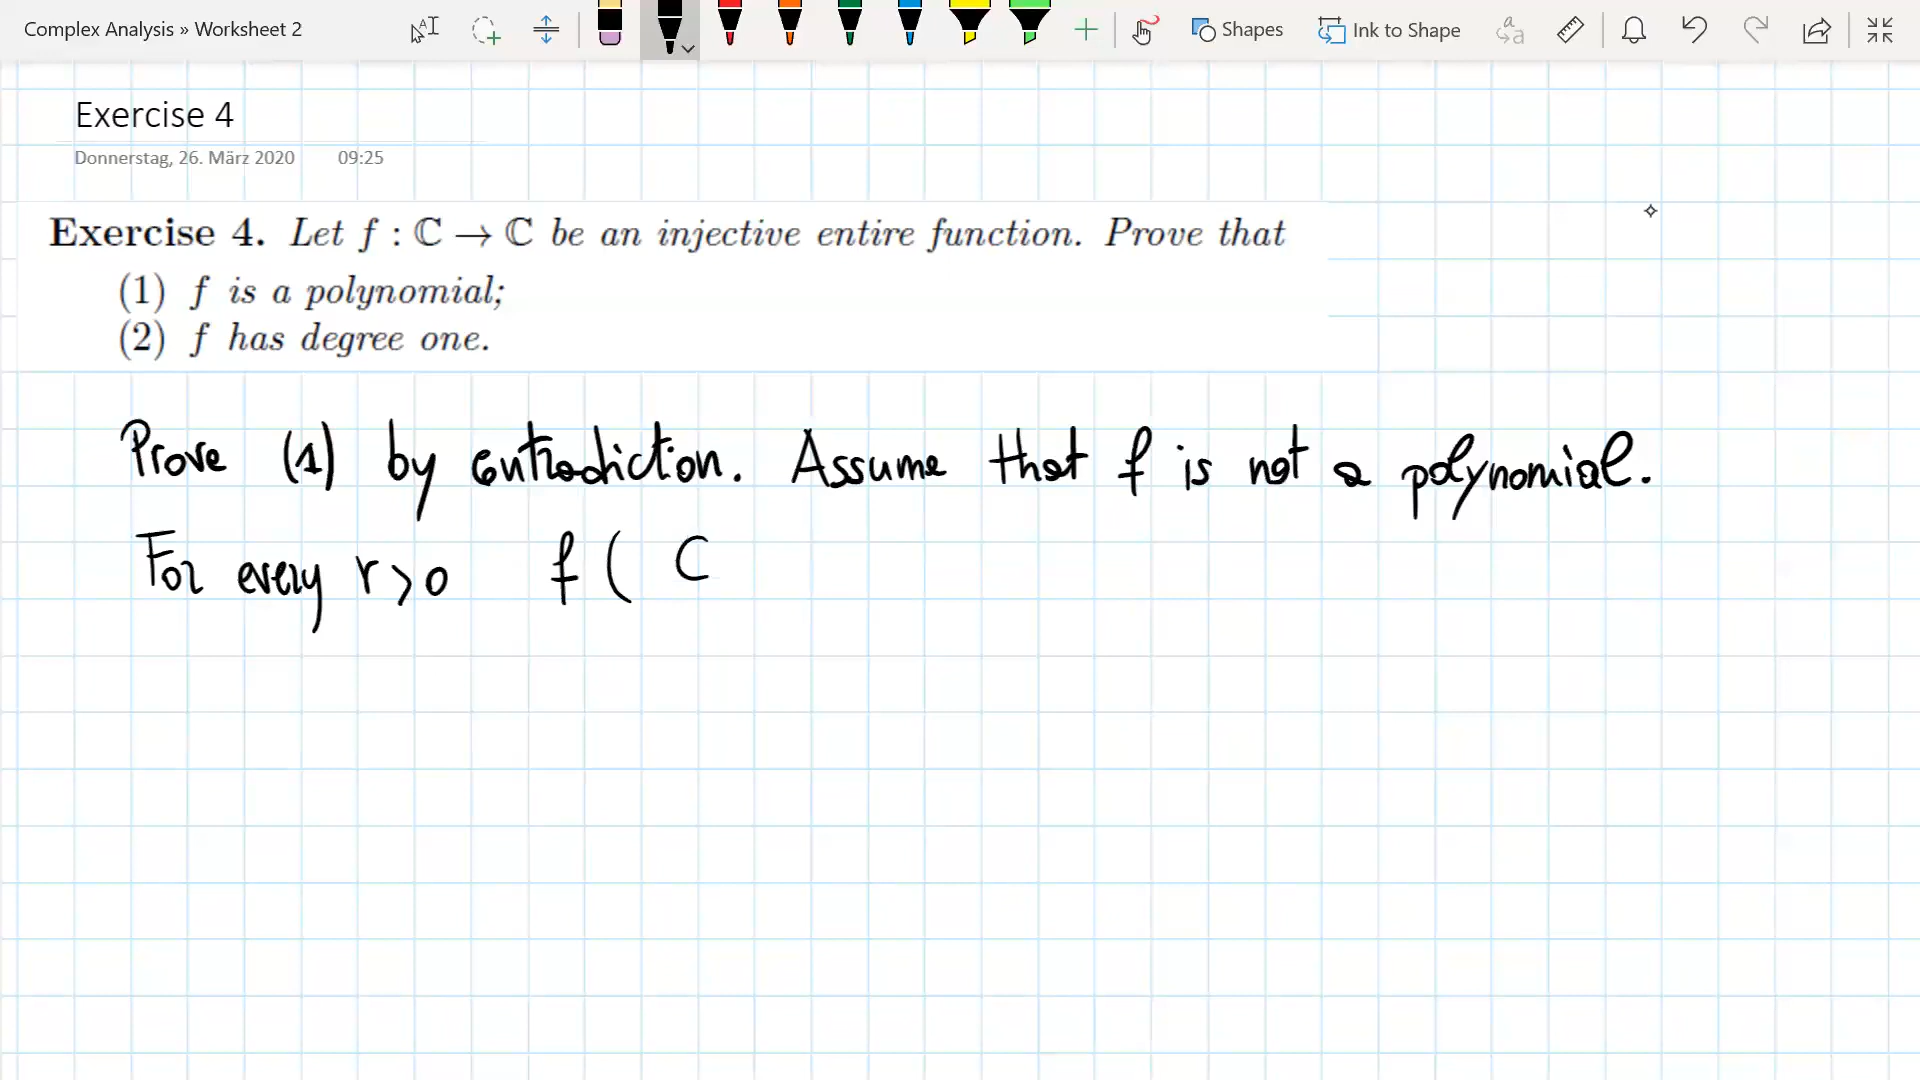 Complex Analysis » Worksheet 2
Shapes
Ink to Shape
Exercise 4
Donnerstag, 26. März 2020 09:25
Exercise 4. Let f : ℂ → ℂ be an injective entire function. Prove that
(1) f is a polynomial;
(2) f has degree one.
Prove (1) by contradiction. Assume that f is not a polynomial.
For every r > 0 f ( C